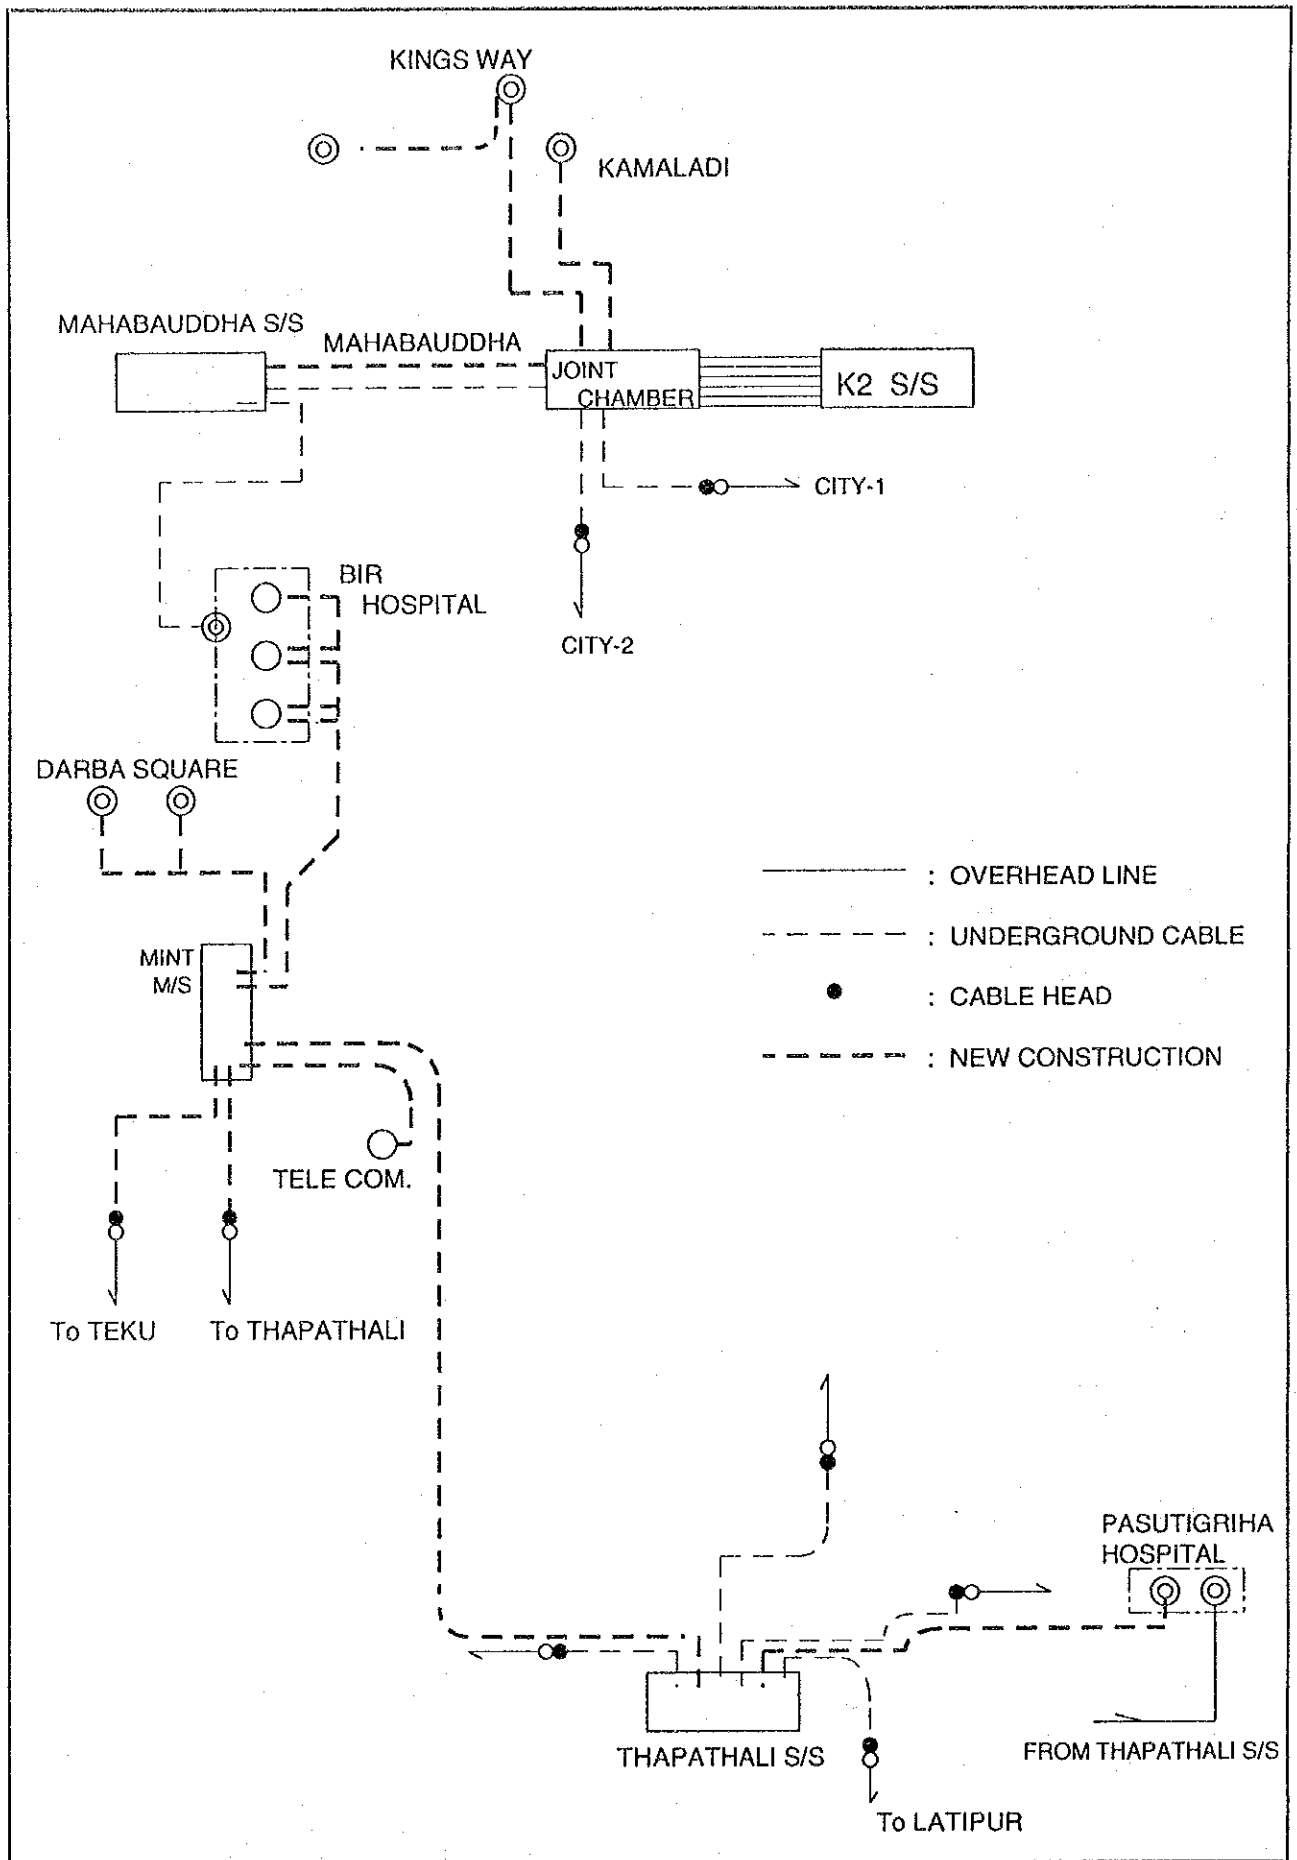 KINGS WAY
KAMALADI
MAHABAUDDHA S/S
MAHABAUDDHA
JOINT
CHAMBER
K2 S/S
CITY-1
CITY-2
BIR
HOSPITAL
DARBA SQUARE
: OVERHEAD LINE
: UNDERGROUND CABLE
: CABLE HEAD
: NEW CONSTRUCTION
MINT
M/S
TELE COM.
To TEKU
To THAPATHALI
PASUTIGRIHA
HOSPITAL
THAPATHALI S/S
FROM THAPATHALI S/S
To LATIPUR